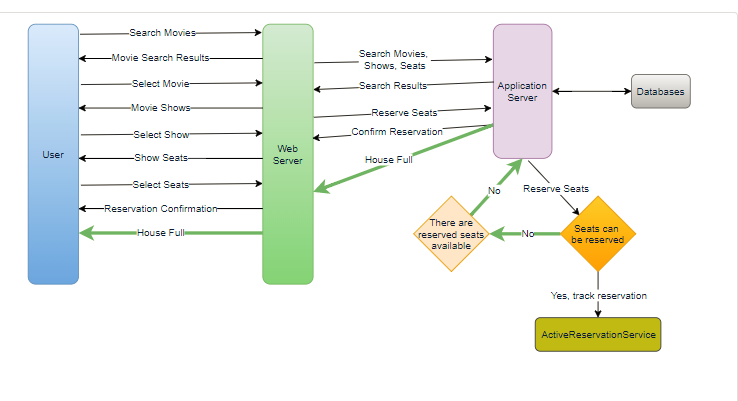 Search Movies
Movie Search Results
Select Movie
Movie Shows
Select Show
Show Seats
Select Seats
Reservation Confirmation
House Full
User
Web
Server
Search Movies,
Shows, Seats
Search Results
Reserve Seats
Confirm Reservation
House Full
Application
Server
Databases
No
Reserve Seats
There are
reserved seats
available
No
Seats can
be reserved
Yes, track reservation
ActiveReservationService